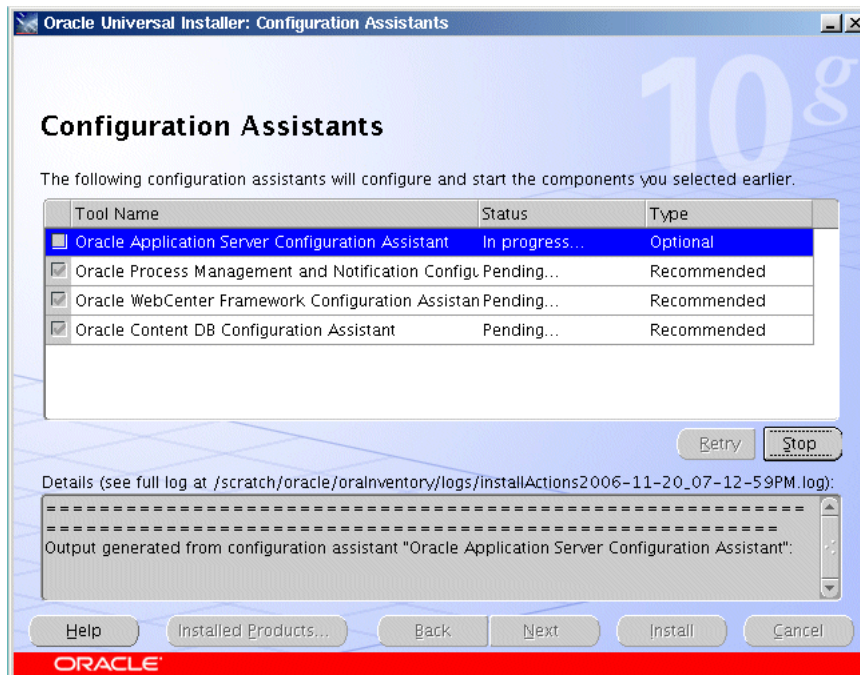 Oracle Universal Installer: Configuration Assistants
10g
Configuration Assistants
The following configuration assistants will configure and start the components you selected earlier.
Tool Name Status Type
Oracle Application Server Configuration Assistant In progress... Optional
Oracle Process Management and Notification Configu Pending... Recommended
Oracle WebCenter Framework Configuration Assistan Pending... Recommended
Oracle Content DB Configuration Assistant Pending... Recommended
Retry Stop
Details (see full log at /scratch/oracle/oraInventory/logs/installActions2006-11-20_07-12-59PM.log):
Output generated from configuration assistant "Oracle Application Server Configuration Assistant":
Help Installed Products... Back Next Install Cancel
ORACLE